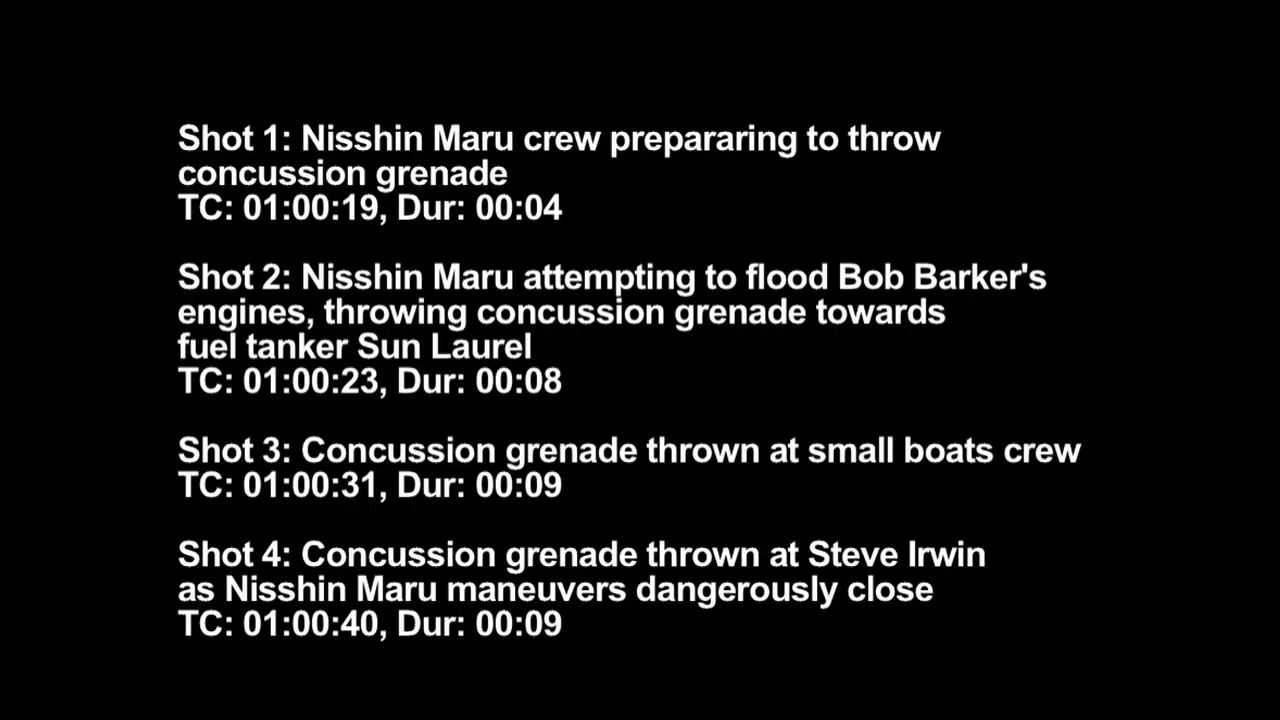 Shot 1: Nisshin Maru crew prepararing to throw
concussion grenade
TC: 01:00:19, Dur: 00:04
Shot 2: Nisshin Maru attempting to flood Bob Barker's
engines, throwing concussion grenade towards
fuel tanker Sun Laurel
TC: 01:00:23, Dur: 00:08
Shot 3: Concussion grenade thrown at small boats crew
TC: 01:00:31, Dur: 00:09
Shot 4: Concussion grenade thrown at Steve Irwin
as Nisshin Maru maneuvers dangerously close
TC: 01:00:40, Dur: 00:09